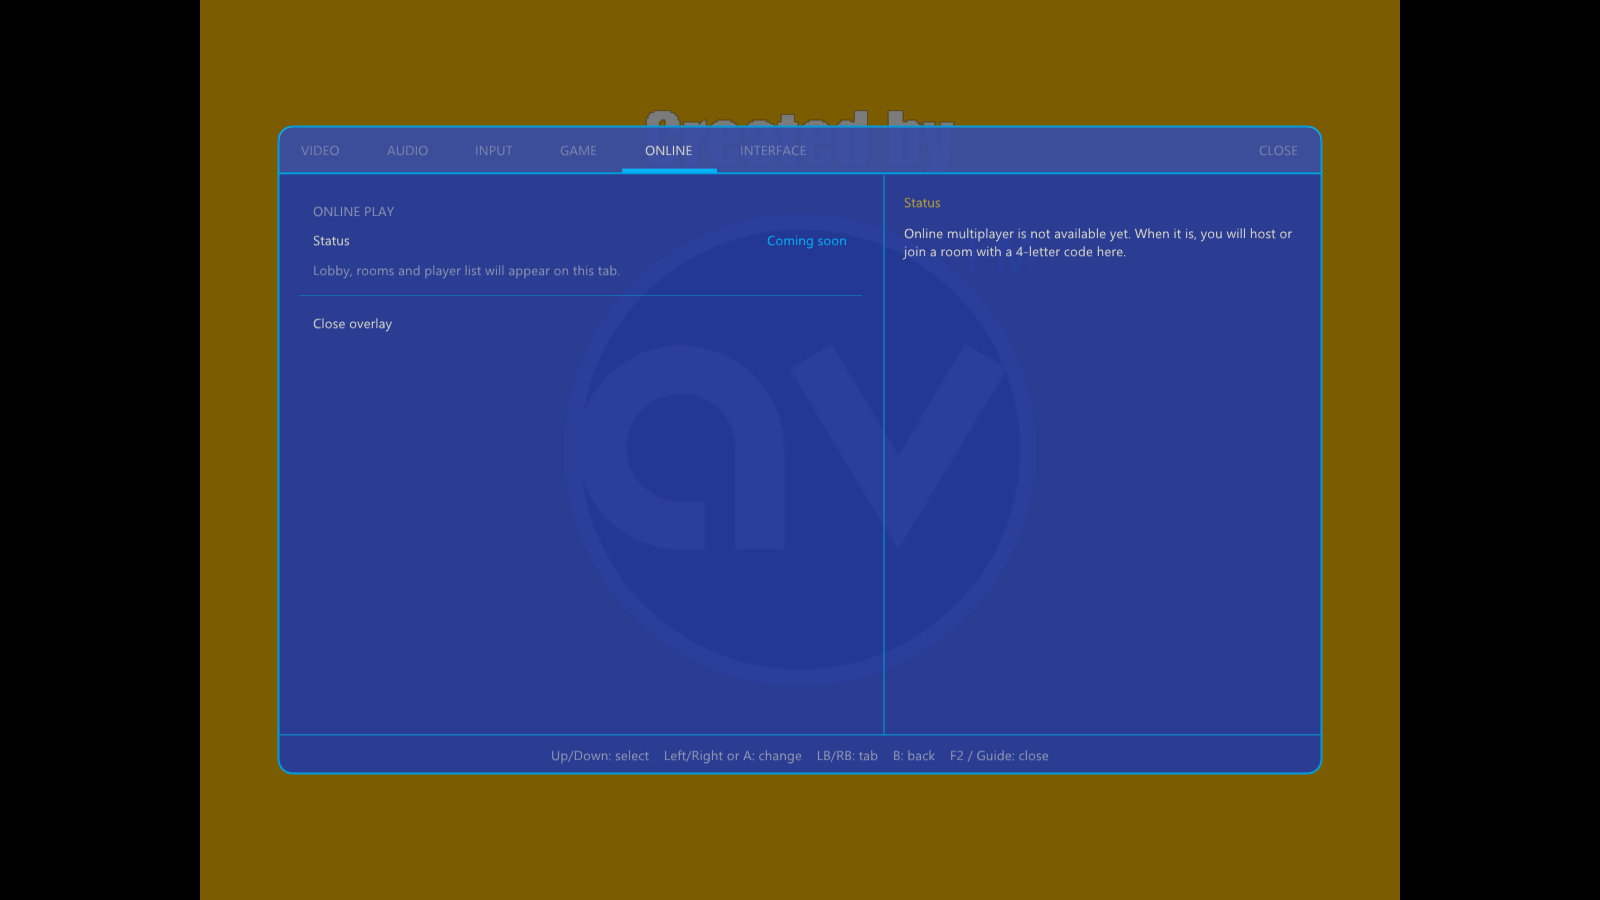 Created by
VIDEO AUDIO INPUT GAME ONLINE INTERFACE CLOSE
ONLINE PLAY
Status Coming soon
Lobby, rooms and player list will appear on this tab.
Close overlay
Status
Online multiplayer is not available yet. When it is, you will host or
join a room with a 4-letter code here.
av
Up/Down: select Left/Right or A: change LB/RB: tab B: back F2 / Guide: close